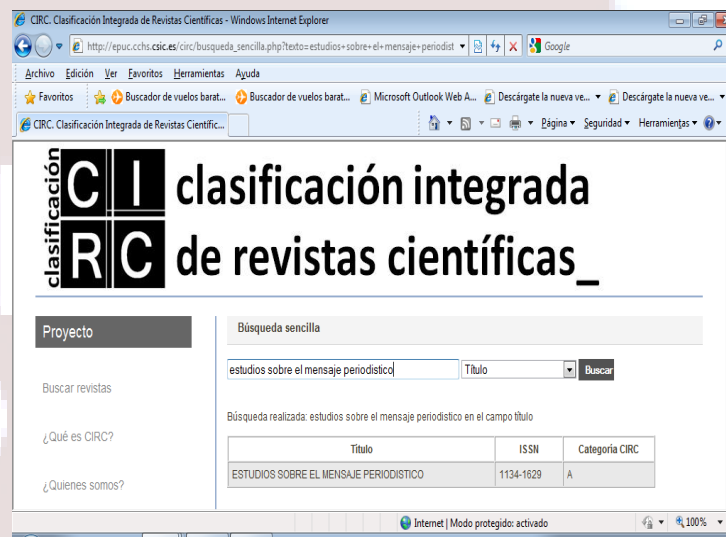 CIRC. Clasificación Integrada de Revistas Científicas - Windows Internet Explorer
http://epuc.cchs.csic.es/circ/busqueda_sencilla.php?texto=estudios+sobre+el+mensaje+periodist
Google
Archivo Edición Ver Favoritos Herramientas Ayuda
Favoritos Buscador de vuelos barat... Buscador de vuelos barat... Microsoft Outlook Web A... Descárgate la nueva ve... Descárgate la nueva ve...
CIRC. Clasificación Integrada de Revistas Científic...
Página Seguridad Herramientas
clasificación
CIRC
clasificación integrada
de revistas científicas_
Proyecto
Buscar revistas
¿Qué es CIRC?
¿Quienes somos?
Búsqueda sencilla
estudios sobre el mensaje periodistico Título Buscar
Búsqueda realizada: estudios sobre el mensaje periodistico en el campo título
Título ISSN Categoría CIRC
ESTUDIOS SOBRE EL MENSAJE PERIODISTICO 1134-1629 A
Internet | Modo protegido: activado 100%